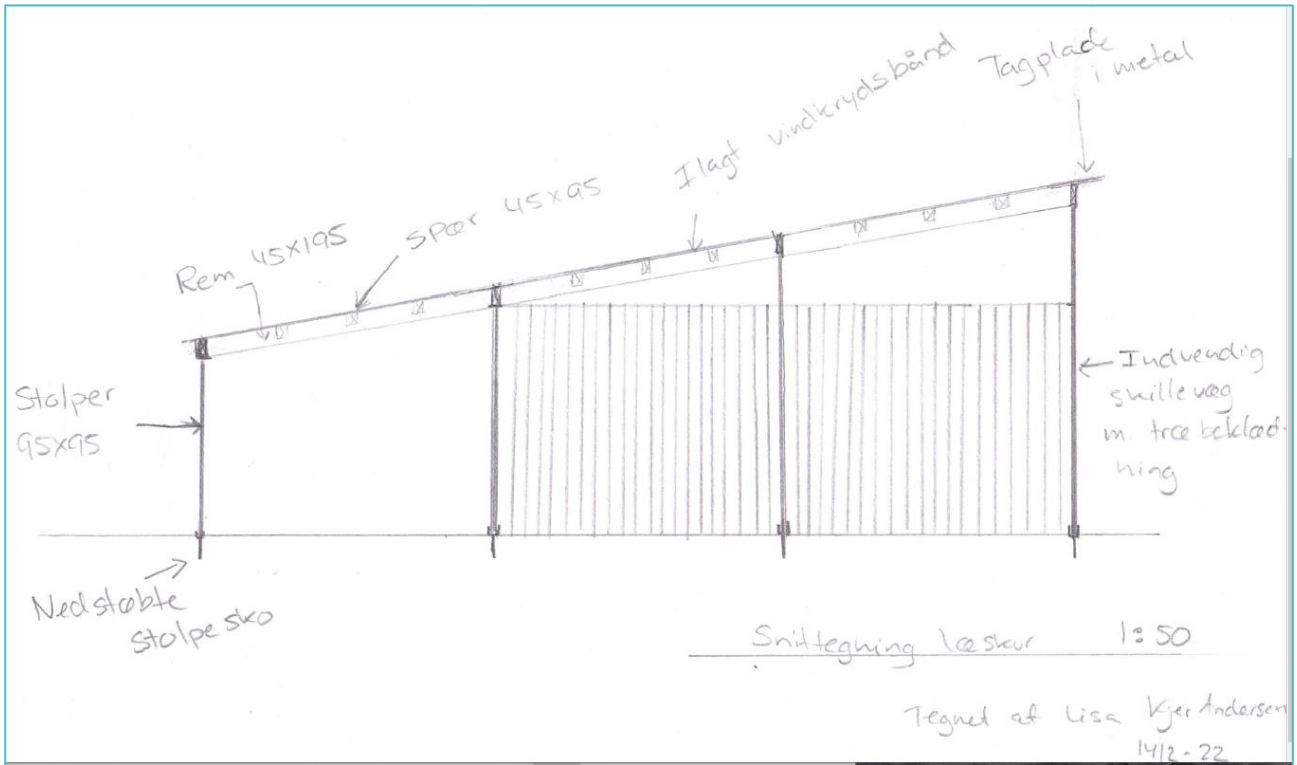 Tagplade
i metal
Ilagt vindkrydsbånd
spær 45x95
Rem 45x195
Stolper
95x95
Indvendig
skillevæg
m træbeklæd-
ning
Nedstøbte
stolpesko
Snittegning læskur 1:50
Tegnet af Lisa Kjer Andersen
14/2-22